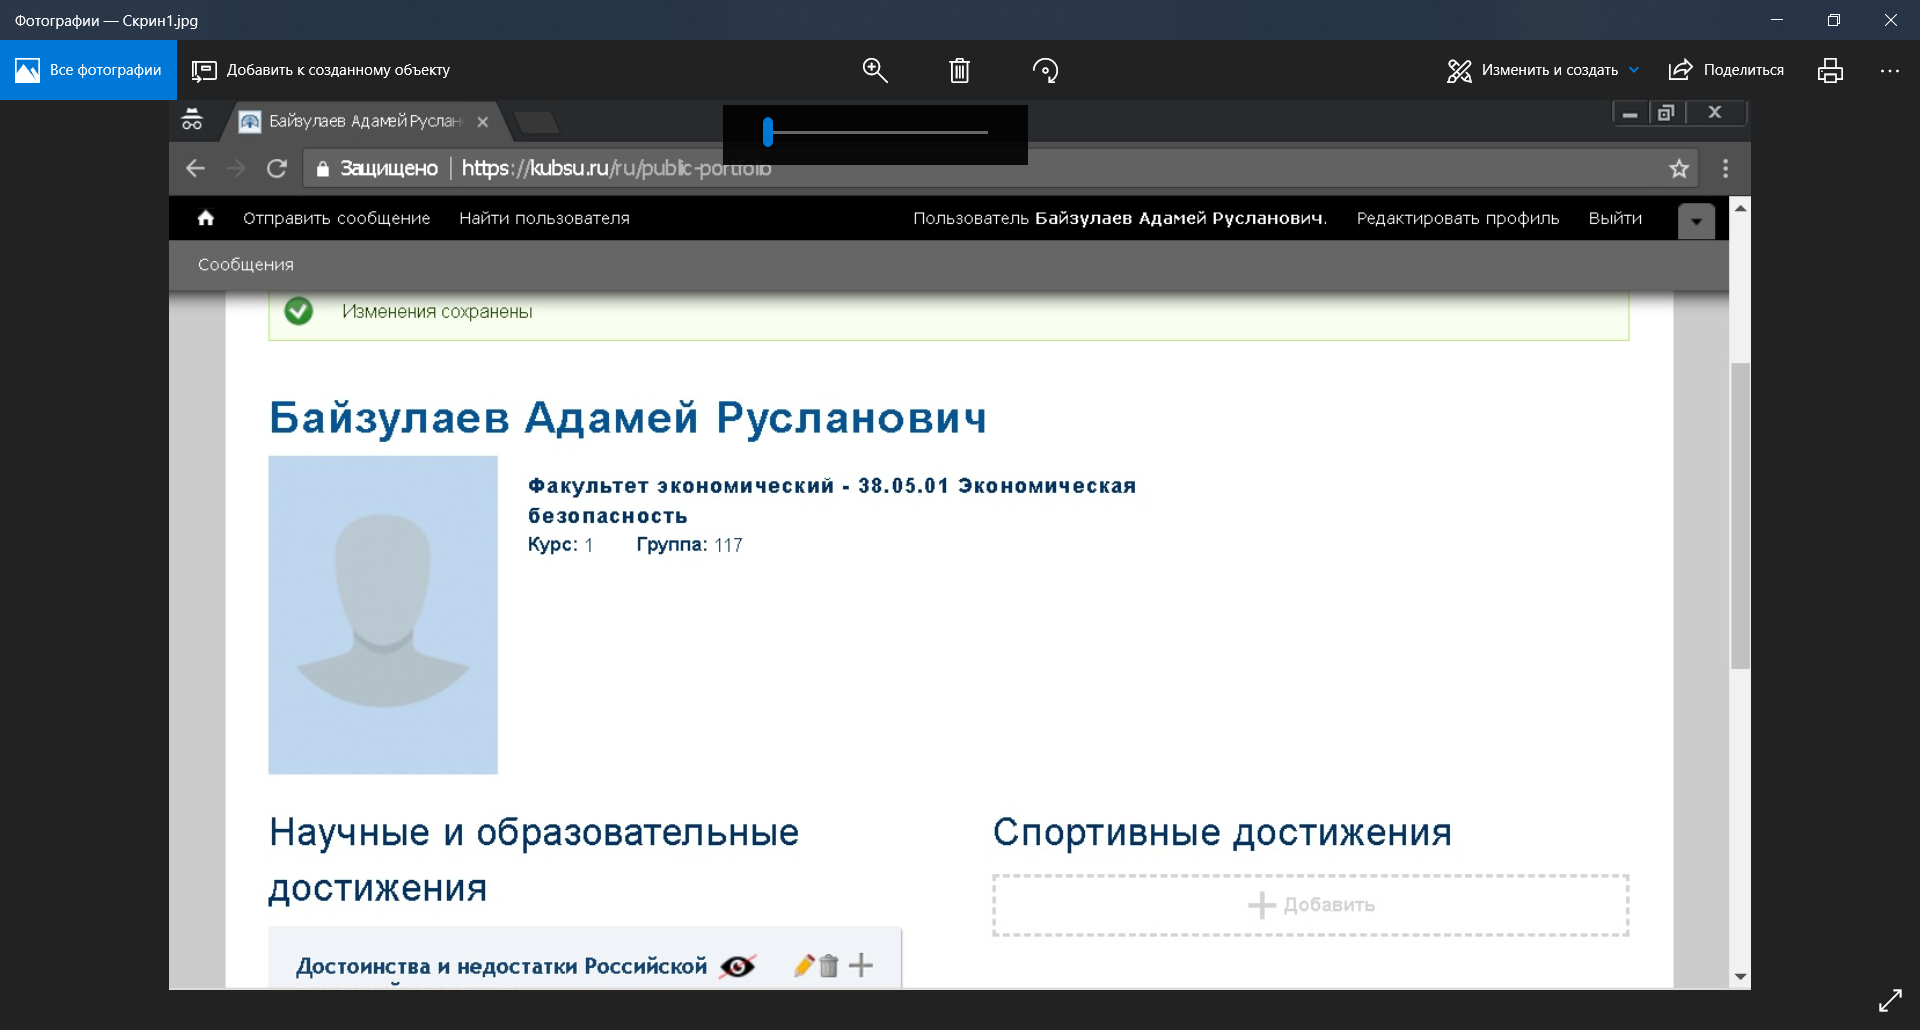 Фотографии — Скрин1.jpg
Все фотографии
Добавить к созданному объекту
Изменить и создать
Поделиться
Байзулаев Адамей Руслан
Защищено
https://kubsu.ru/ru/public-portfolio
Отправить сообщение
Найти пользователя
Пользователь Байзулаев Адамей Русланович.
Редактировать профиль
Выйти
Сообщения
Изменения сохранены
Байзулаев Адамей Русланович
Факультет экономический - 38.05.01 Экономическая
безопасность
Курс: 1 Группа: 117
Научные и образовательные
достижения
Спортивные достижения
Добавить
Достоинства и недостатки Российской